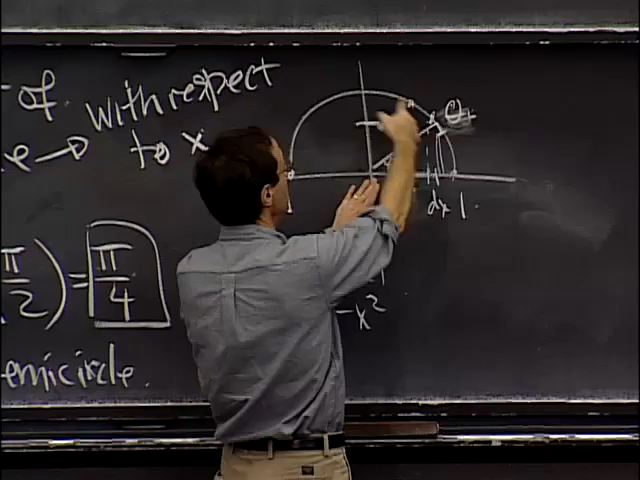 of with respect
e → to x
θ
dx 1
π/2) = π/4
-x²
emicircle.